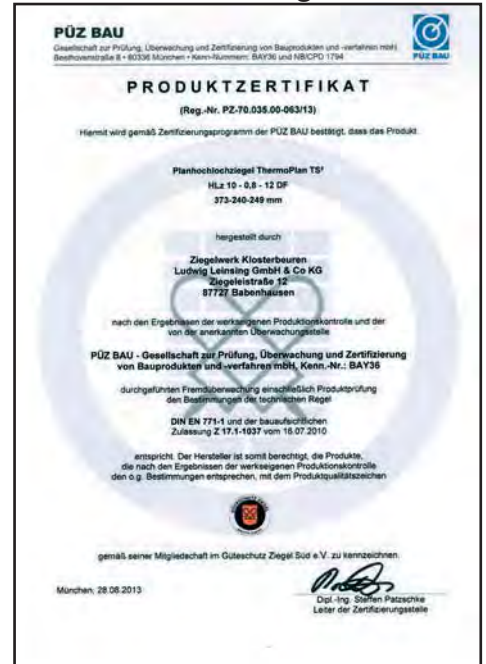 PÜZ BAU
Gesellschaft zur Prüfung, Überwachung und Zertifizierung von Bauprodukten und -verfahren mbH
Beethovenstraße 8 • 80336 München • Kenn-Nummern: BAY36 und NB/CPD 1794
PÜZ BAU
PRODUKTZERTIFIKAT
(Reg.-Nr. PZ-70.035.00-063/13)
Hiermit wird gemäß Zertifizierungsprogramm der PÜZ BAU bestätigt, dass das Produkt
Planhochlochziegel ThermoPlan TS²
HLz 10 - 0,8 - 12 DF
373-240-249 mm
hergestellt durch
Ziegelwerk Klosterbeuren
Ludwig Leinsing GmbH & Co KG
Ziegeleistraße 12
87727 Babenhausen
nach den Ergebnissen der werkseigenen Produktionskontrolle und der
von der anerkannten Überwachungsstelle
PÜZ BAU - Gesellschaft zur Prüfung, Überwachung und Zertifizierung
von Bauprodukten und -verfahren mbH, Kenn.-Nr.: BAY36
durchgeführten Fremdüberwachung einschließlich Produktprüfung
den Bestimmungen der technischen Regel
DIN EN 771-1 und der bauaufsichtlichen
Zulassung Z 17.1-1037 vom 16.07.2010
entspricht. Der Hersteller ist somit berechtigt, die Produkte,
die nach den Ergebnissen der werkseigenen Produktionskontrolle
den o.g. Bestimmungen entsprechen, mit dem Produktqualitätszeichen
gemäß seiner Mitgliedschaft im Güteschutz Ziegel Süd e.V. zu kennzeichnen.
München, 28.08.2013
Dipl.-Ing. Steffen Patzschke
Leiter der Zertifizierungsstelle